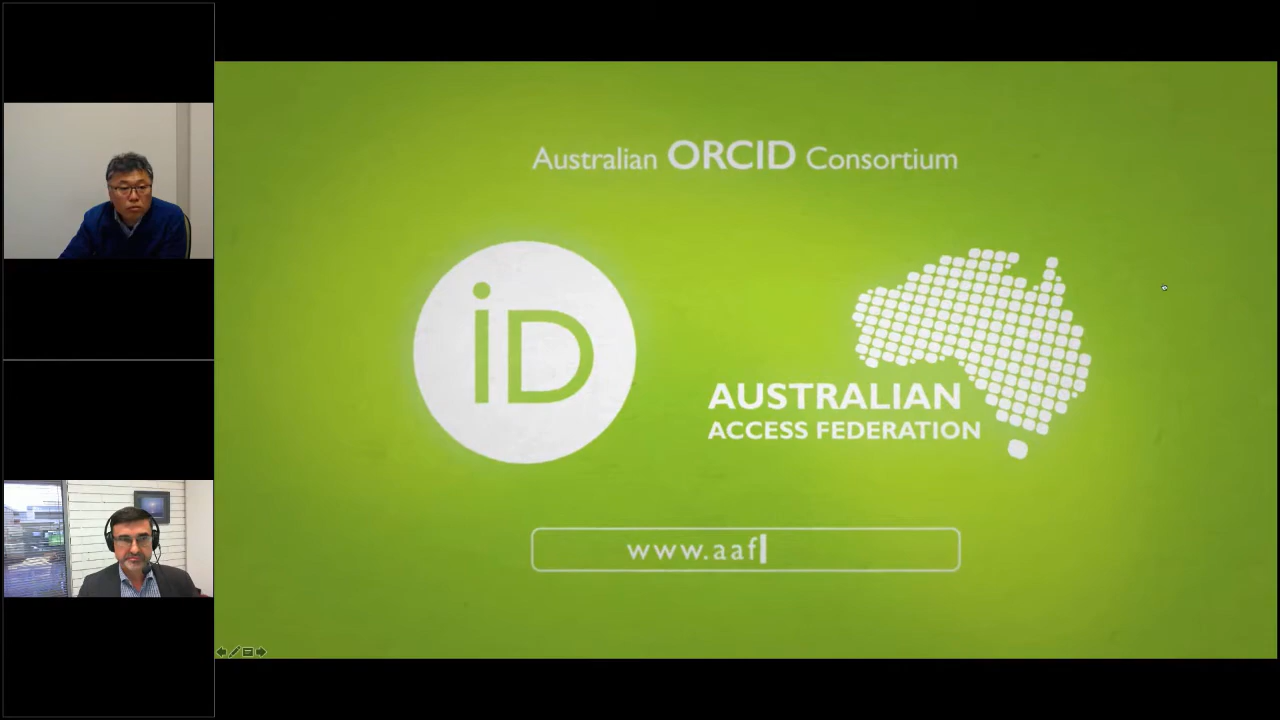 Australian ORCID Consortium
iD
AUSTRALIAN
ACCESS FEDERATION
www.aaf